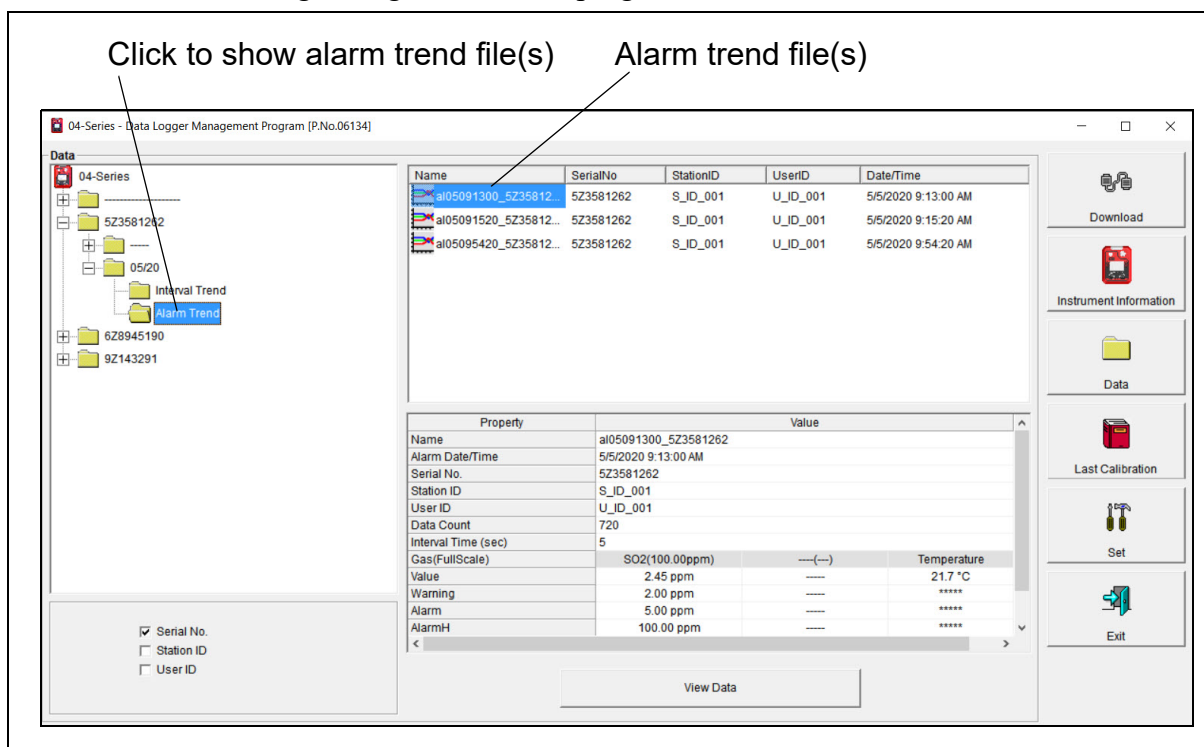 Click to show alarm trend file(s) Alarm trend file(s)
04-Series - Data Logger Management Program [P.No.06134]
Data
04-Series
--------------------
5Z3581262
-----
05/20
Interval Trend
Alarm Trend
6Z8945190
9Z143291
Serial No.
Station ID
User ID
Name SerialNo StationID UserID Date/Time
al05091300_5Z35812... 5Z3581262 S_ID_001 U_ID_001 5/5/2020 9:13:00 AM
al05091520_5Z35812... 5Z3581262 S_ID_001 U_ID_001 5/5/2020 9:15:20 AM
al05095420_5Z35812... 5Z3581262 S_ID_001 U_ID_001 5/5/2020 9:54:20 AM
Property Value
Name al05091300_5Z3581262
Alarm Date/Time 5/5/2020 9:13:00 AM
Serial No. 5Z3581262
Station ID S_ID_001
User ID U_ID_001
Data Count 720
Interval Time (sec) 5
Gas(FullScale) SO2(100.00ppm) ----(---) Temperature
Value 2.45 ppm ----- 21.7 °C
Warning 2.00 ppm ----- *****
Alarm 5.00 ppm ----- *****
AlarmH 100.00 ppm ----- *****
View Data
Download
Instrument Information
Data
Last Calibration
Set
Exit